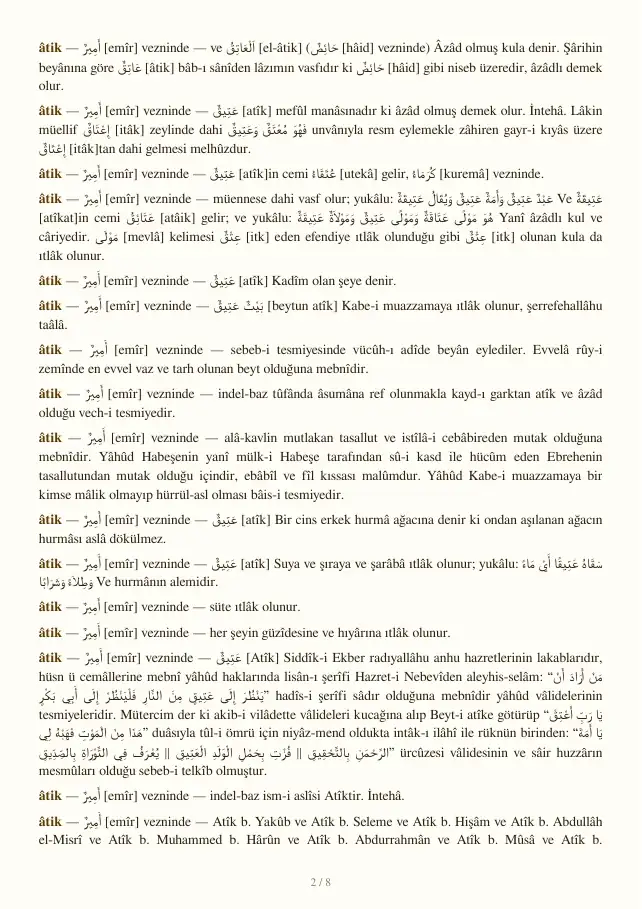 âtik — أَمِيرٌ [emîr] vezninde — ve اَلْعَاتِقُ [el-âtik] (حَائِضٌ [hâid] vezninde) Âzâd olmuş kula denir. Şârihin
beyânına göre عَاتِقٌ [âtik] bâb-ı sânîden lâzımın vasfıdır ki حَائِضٌ [hâid] gibi niseb üzeredir, âzâdlı demek
olur.
âtik — أَمِيرٌ [emîr] vezninde — عَتِيقٌ [atîk] mefûl manâsınadır ki âzâd olmuş demek olur. İntehâ. Lâkin
müellif إِعْتَاقٌ [itâk] zeylinde dahi فَهُوَ مُعْتَقٌ وَعَتِيقٌ unvânıyla resm eylemekle zâhiren gayr-i kıyâs üzere
إِعْتَاقٌ [itâk]tan dahi gelmesi melhûzdur.
âtik — أَمِيرٌ [emîr] vezninde — عَتِيقٌ [atîk]in cemi عُتَقَاءُ [utekâ] gelir, كُرَمَاءُ [kuremâ] vezninde.
âtik — أَمِيرٌ [emîr] vezninde — müennese dahi vasf olur; yukâlu: عَبْدٌ عَتِيقٌ وَأَمَةٌ عَتِيقٌ وَيُقَالُ عَتِيقَةٌ Ve عَتِيقَةٌ
[atîkat]in cemi عَتَائِقُ [atâik] gelir; ve yukâlu: هُوَ مَوْلَى عَتَاقَةٌ وَمَوْلًى عَتِيقٌ وَمَوْلَاةٌ عَتِيقَةٌ Yanî âzâdlı kul ve
câriyedir. مَوْلَى [mevlâ] kelimesi عِتْقٌ [itk] eden efendiye ıtlâk olunduğu gibi عِتْقٌ [itk] olunan kula da
ıtlâk olunur.
âtik — أَمِيرٌ [emîr] vezninde — عَتِيقٌ [atîk] Kadîm olan şeye denir.
âtik — أَمِيرٌ [emîr] vezninde — بَيْتٌ عَتِيقٌ [beytun atîk] Kabe-i muazzamaya ıtlâk olunur, şerrefehallâhu
taâlâ.
âtik — أَمِيرٌ [emîr] vezninde — sebeb-i tesmiyesinde vücûh-ı adîde beyân eylediler. Evvelâ rûy-i
zemînde en evvel vaz ve tarh olunan beyt olduğuna mebnîdir.
âtik — أَمِيرٌ [emîr] vezninde — indel-baz tûfânda âsumâna ref olunmakla kayd-ı garktan atîk ve âzâd
olduğu vech-i tesmiyedir.
âtik — أَمِيرٌ [emîr] vezninde — alâ-kavlin mutlakan tasallut ve istîlâ-i cebâbireden mutak olduğuna
mebnîdir. Yâhûd Habeşenin yanî mülk-i Habeşe tarafından sû-i kasd ile hücûm eden Ebrehenin
tasallutundan mutak olduğu içindir, ebâbîl ve fîl kıssası malûmdur. Yâhûd Kabe-i muazzamaya bir
kimse mâlik olmayıp hürrül-asl olması bâis-i tesmiyedir.
âtik — أَمِيرٌ [emîr] vezninde — عَتِيقٌ [atîk] Bir cins erkek hurmâ ağacına denir ki ondan aşılanan ağacın
hurmâsı aslâ dökülmez.
âtik — أَمِيرٌ [emîr] vezninde — عَتِيقٌ [atîk] Suya ve şıraya ve şarâbâ ıtlâk olunur; yukâlu: سَقَاهُ عَتِيقًا أَيْ مَاءً
وَطِلَاءً وَشَرَابًا Ve hurmânın alemidir.
âtik — أَمِيرٌ [emîr] vezninde — süte ıtlâk olunur.
âtik — أَمِيرٌ [emîr] vezninde — her şeyin güzîdesine ve hıyârına ıtlâk olunur.
âtik — أَمِيرٌ [emîr] vezninde — عَتِيقٌ [Atîk] Siddîk-i Ekber radıyallâhu anhu hazretlerinin lakablarıdır,
hüsn ü cemâllerine mebnî yâhûd haklarında lisân-ı şerîfi Hazret-i Nebevîden aleyhis-selâm: “مَنْ أَرَادَ أَنْ
يَنْظُرَ إِلَى عَتِيقٍ مِنَ النَّارِ فَلْيَنْظُرْ إِلَى أَبِي بَكْرٍ” hadîs-i şerîfi sâdır olduğuna mebnîdir yâhûd vâlidelerinin
tesmiyeleridir. Mütercim der ki akib-i vilâdette vâlideleri kucağına alıp Beyt-i atîke götürüp “يَا رَبِّ أَعْتِقْ
هَذَا مِنَ الْمَوْتِ فَهَبْهُ لِي” duâsıyla tûl-i ömrü için niyâz-mend oldukta intâk-ı ilâhî ile rüknün birinden: “يَا أَمَةَ
الرَّحْمَنِ بِالتَّحْقِيقِ || فُزْتِ بِحَمْلِ الْوَلَدِ الْعَتِيقِ || يُعْرَفُ فِي التَّوْرَاةِ بِالصِّدِّيقِ” ürcûzesi vâlidesinin ve sâir huzzârın
mesmûları olduğu sebeb-i telkîb olmuştur.
âtik — أَمِيرٌ [emîr] vezninde — indel-baz ism-i aslîsi Atîktir. İntehâ.
âtik — أَمِيرٌ [emîr] vezninde — Atîk b. Yakûb ve Atîk b. Seleme ve Atîk b. Hişâm ve Atîk b. Abdullâh
el-Misrî ve Atîk b. Muhammed b. Hârûn ve Atîk b. Abdurrahmân ve Atîk b. Mûsâ ve Atîk b.
2 / 8